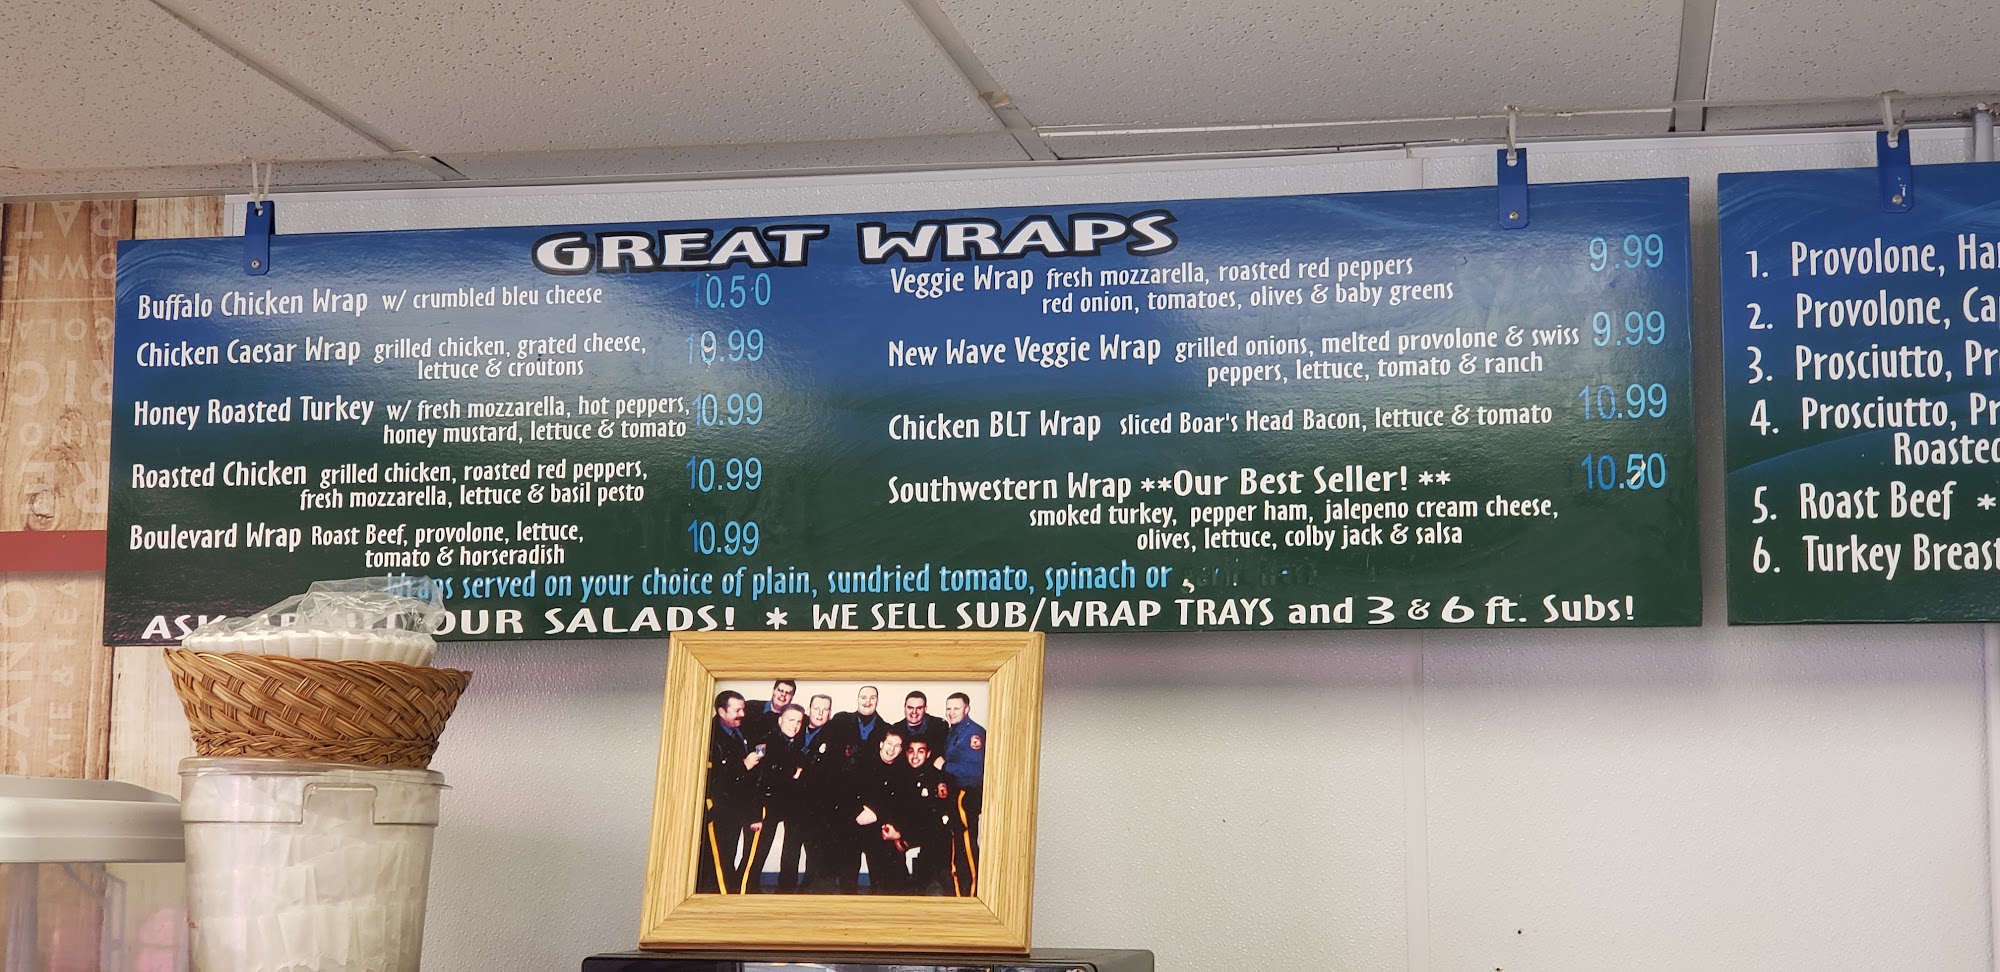 GREAT WRAPS
Buffalo Chicken Wrap w/ crumbled bleu cheese 10.50
Chicken Caesar Wrap grilled chicken, grated cheese, 10.99
lettuce & croutons
Honey Roasted Turkey w/ fresh mozzarella, hot peppers, 10.99
honey mustard, lettuce & tomato
Roasted Chicken grilled chicken, roasted red peppers, 10.99
fresh mozzarella, lettuce & basil pesto
Boulevard Wrap Roast Beef, provolone, lettuce, 10.99
tomato & horseradish
Veggie Wrap fresh mozzarella, roasted red peppers 9.99
red onion, tomatoes, olives & baby greens
New Wave Veggie Wrap grilled onions, melted provolone & swiss 9.99
peppers, lettuce, tomato & ranch
Chicken BLT Wrap sliced Boar's Head Bacon, lettuce & tomato 10.99
Southwestern Wrap **Our Best Seller! ** 10.50
smoked turkey, pepper ham, jalepeno cream cheese,
olives, lettuce, colby jack & salsa
Wraps served on your choice of plain, sundried tomato, spinach or
ASK ABOUT OUR SALADS! * WE SELL SUB/WRAP TRAYS and 3 & 6 ft. Subs!
1. Provolone, Ha
2. Provolone, Ca
3. Prosciutto, Pr
4. Prosciutto, Pr
Roasted
5. Roast Beef *
6. Turkey Breast